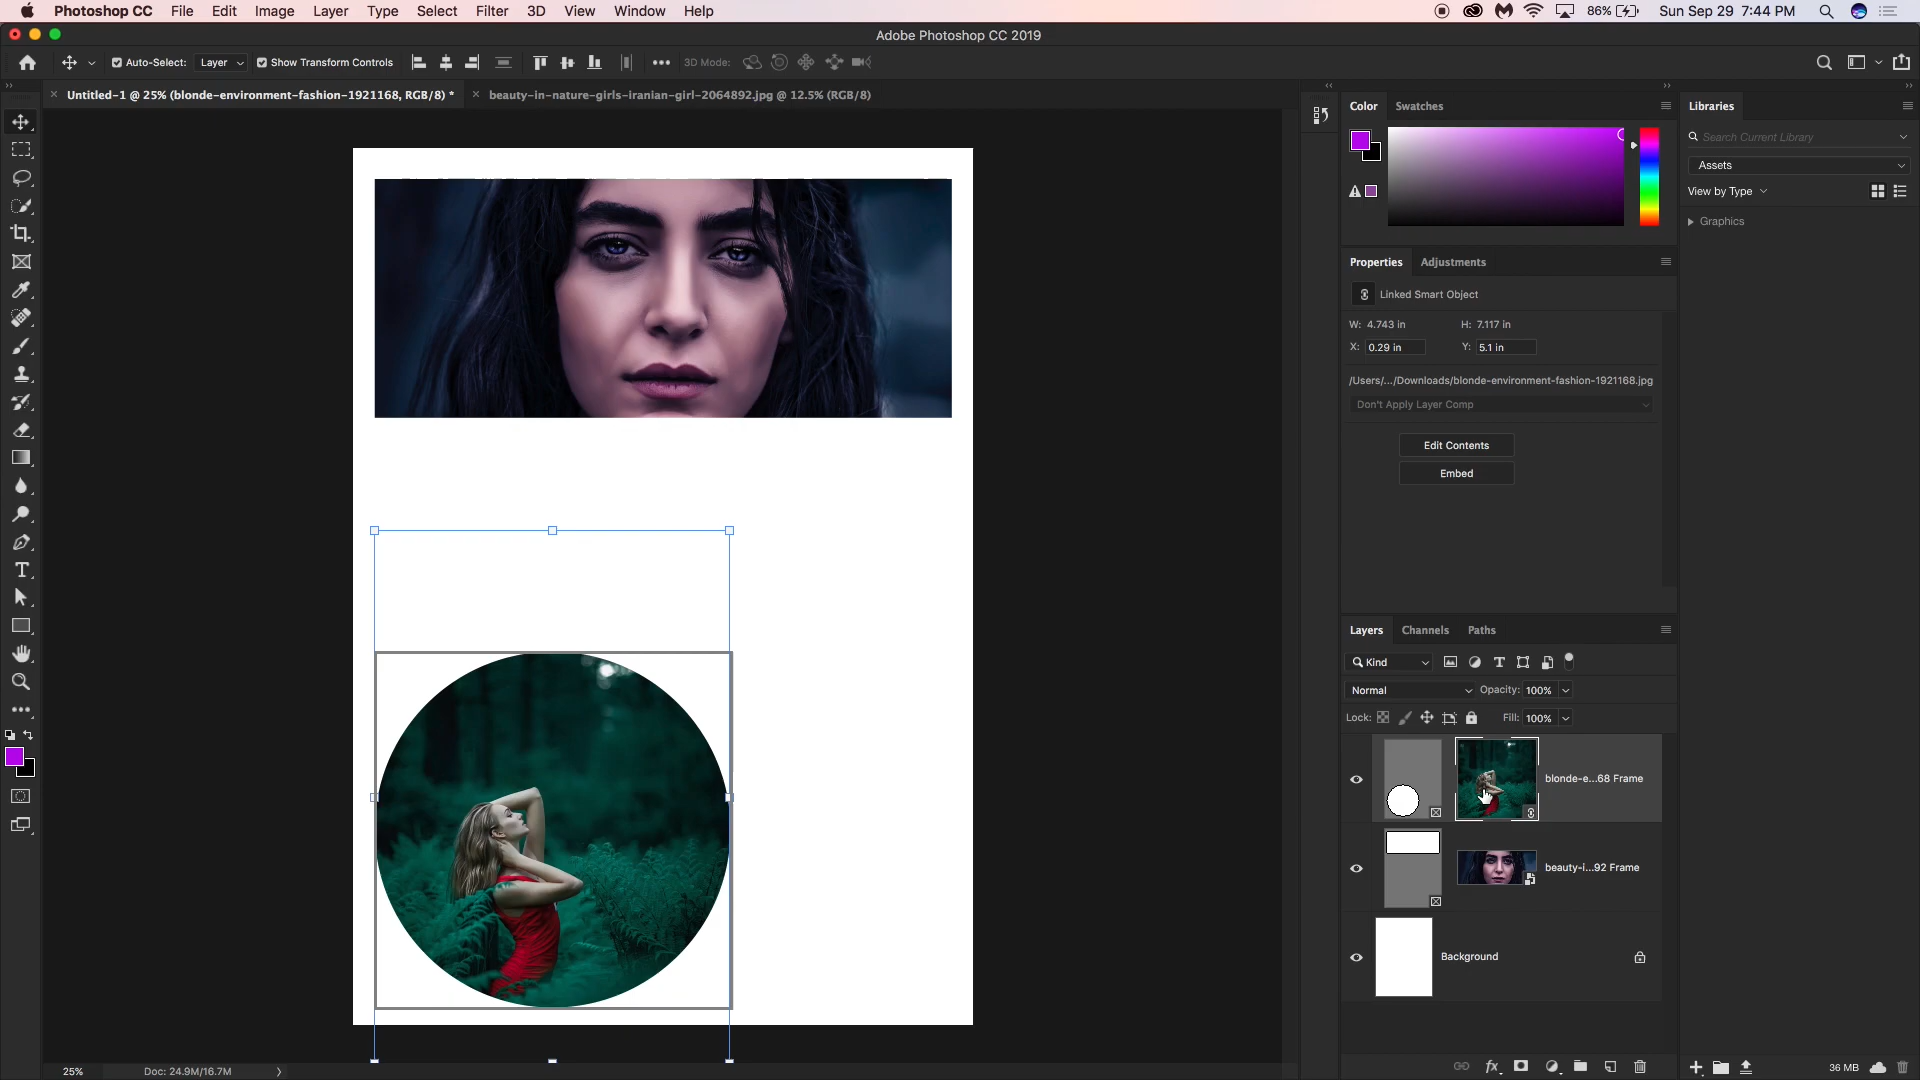 Photoshop CC File Edit Image Layer Type Select Filter 3D View Window Help 86% Sun Sep 29 7:44 PM
Adobe Photoshop CC 2019
Auto-Select: Layer Show Transform Controls 3D Mode:
Untitled-1 @ 25% (blonde-environment-fashion-1921168, RGB/8) * beauty-in-nature-girls-iranian-girl-2064892.jpg @ 12.5% (RGB/8)
Color Swatches
Libraries
Search Current Library
Assets
View by Type
Graphics
Properties Adjustments
Linked Smart Object
W: 4.743 in H: 7.117 in
X: 0.29 in Y: 5.1 in
/Users/.../Downloads/blonde-environment-fashion-1921168.jpg
Don't Apply Layer Comp
Edit Contents
Embed
Layers Channels Paths
Kind
Normal Opacity: 100%
Lock: Fill: 100%
blonde-e...68 Frame
beauty-i...92 Frame
Background
25% Doc: 24.9M/16.7M
36 MB